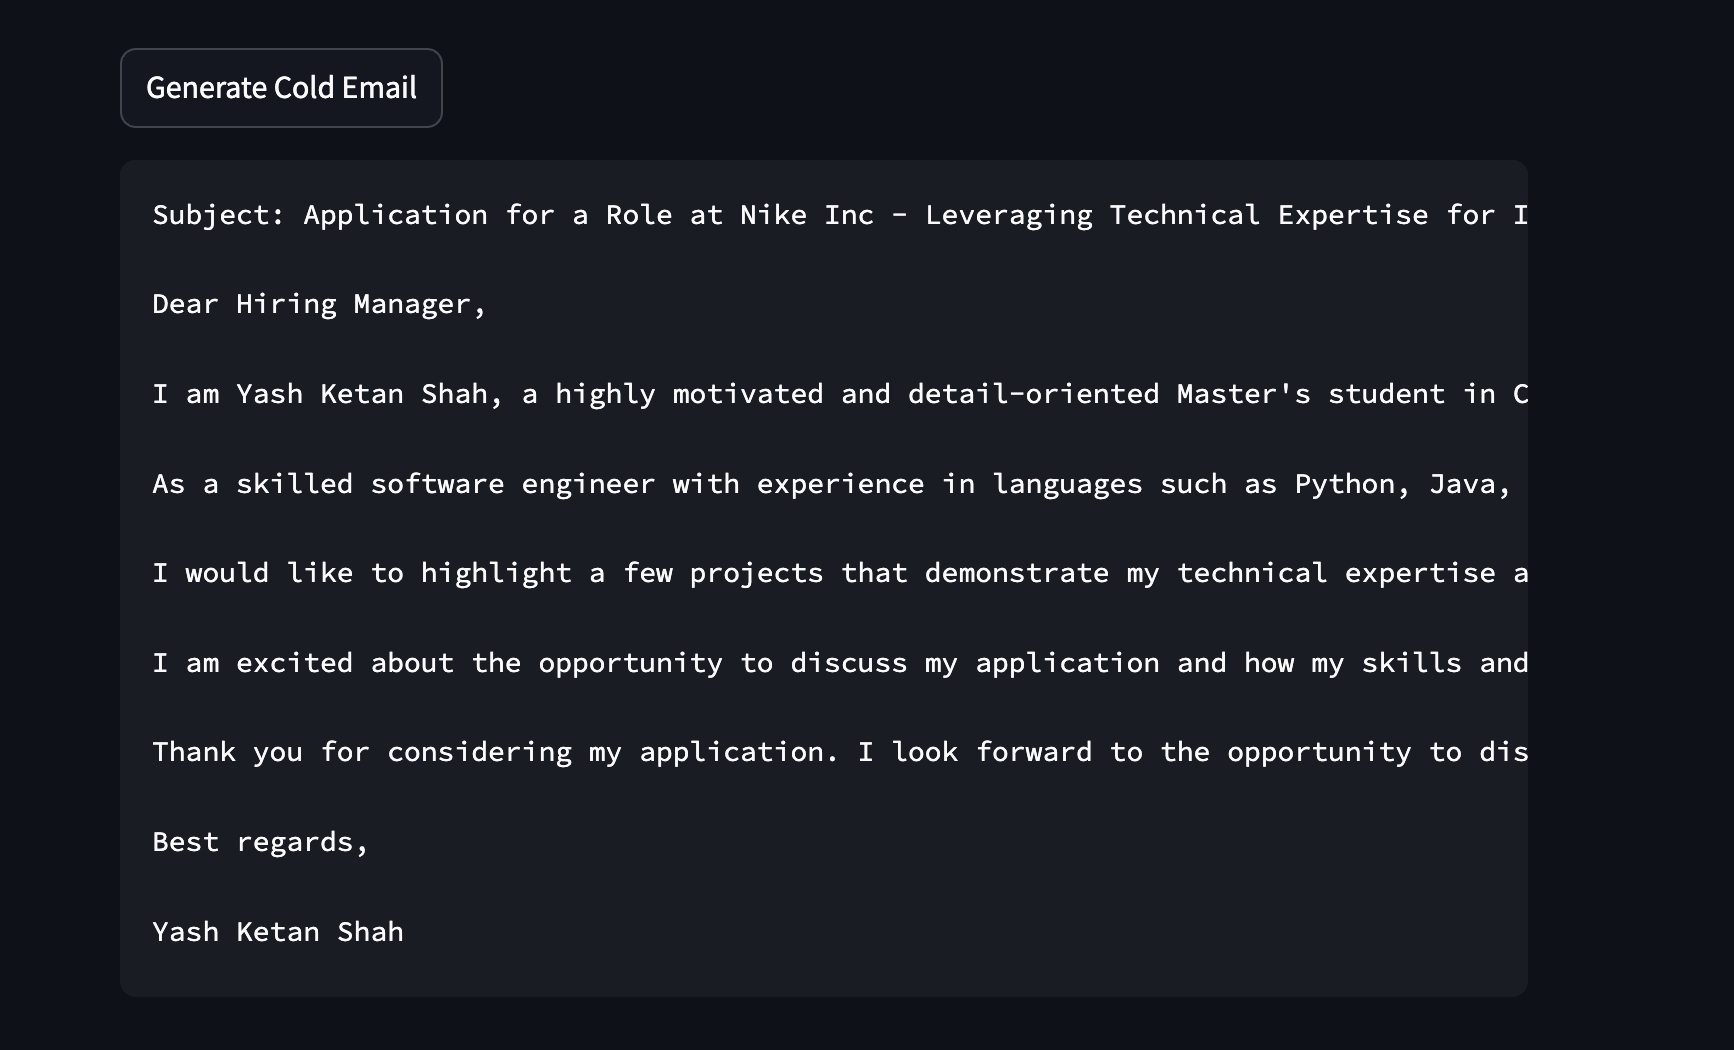 Generate Cold Email
Subject: Application for a Role at Nike Inc - Leveraging Technical Expertise for I
Dear Hiring Manager,
I am Yash Ketan Shah, a highly motivated and detail-oriented Master's student in C
As a skilled software engineer with experience in languages such as Python, Java,
I would like to highlight a few projects that demonstrate my technical expertise a
I am excited about the opportunity to discuss my application and how my skills and
Thank you for considering my application. I look forward to the opportunity to dis
Best regards,
Yash Ketan Shah